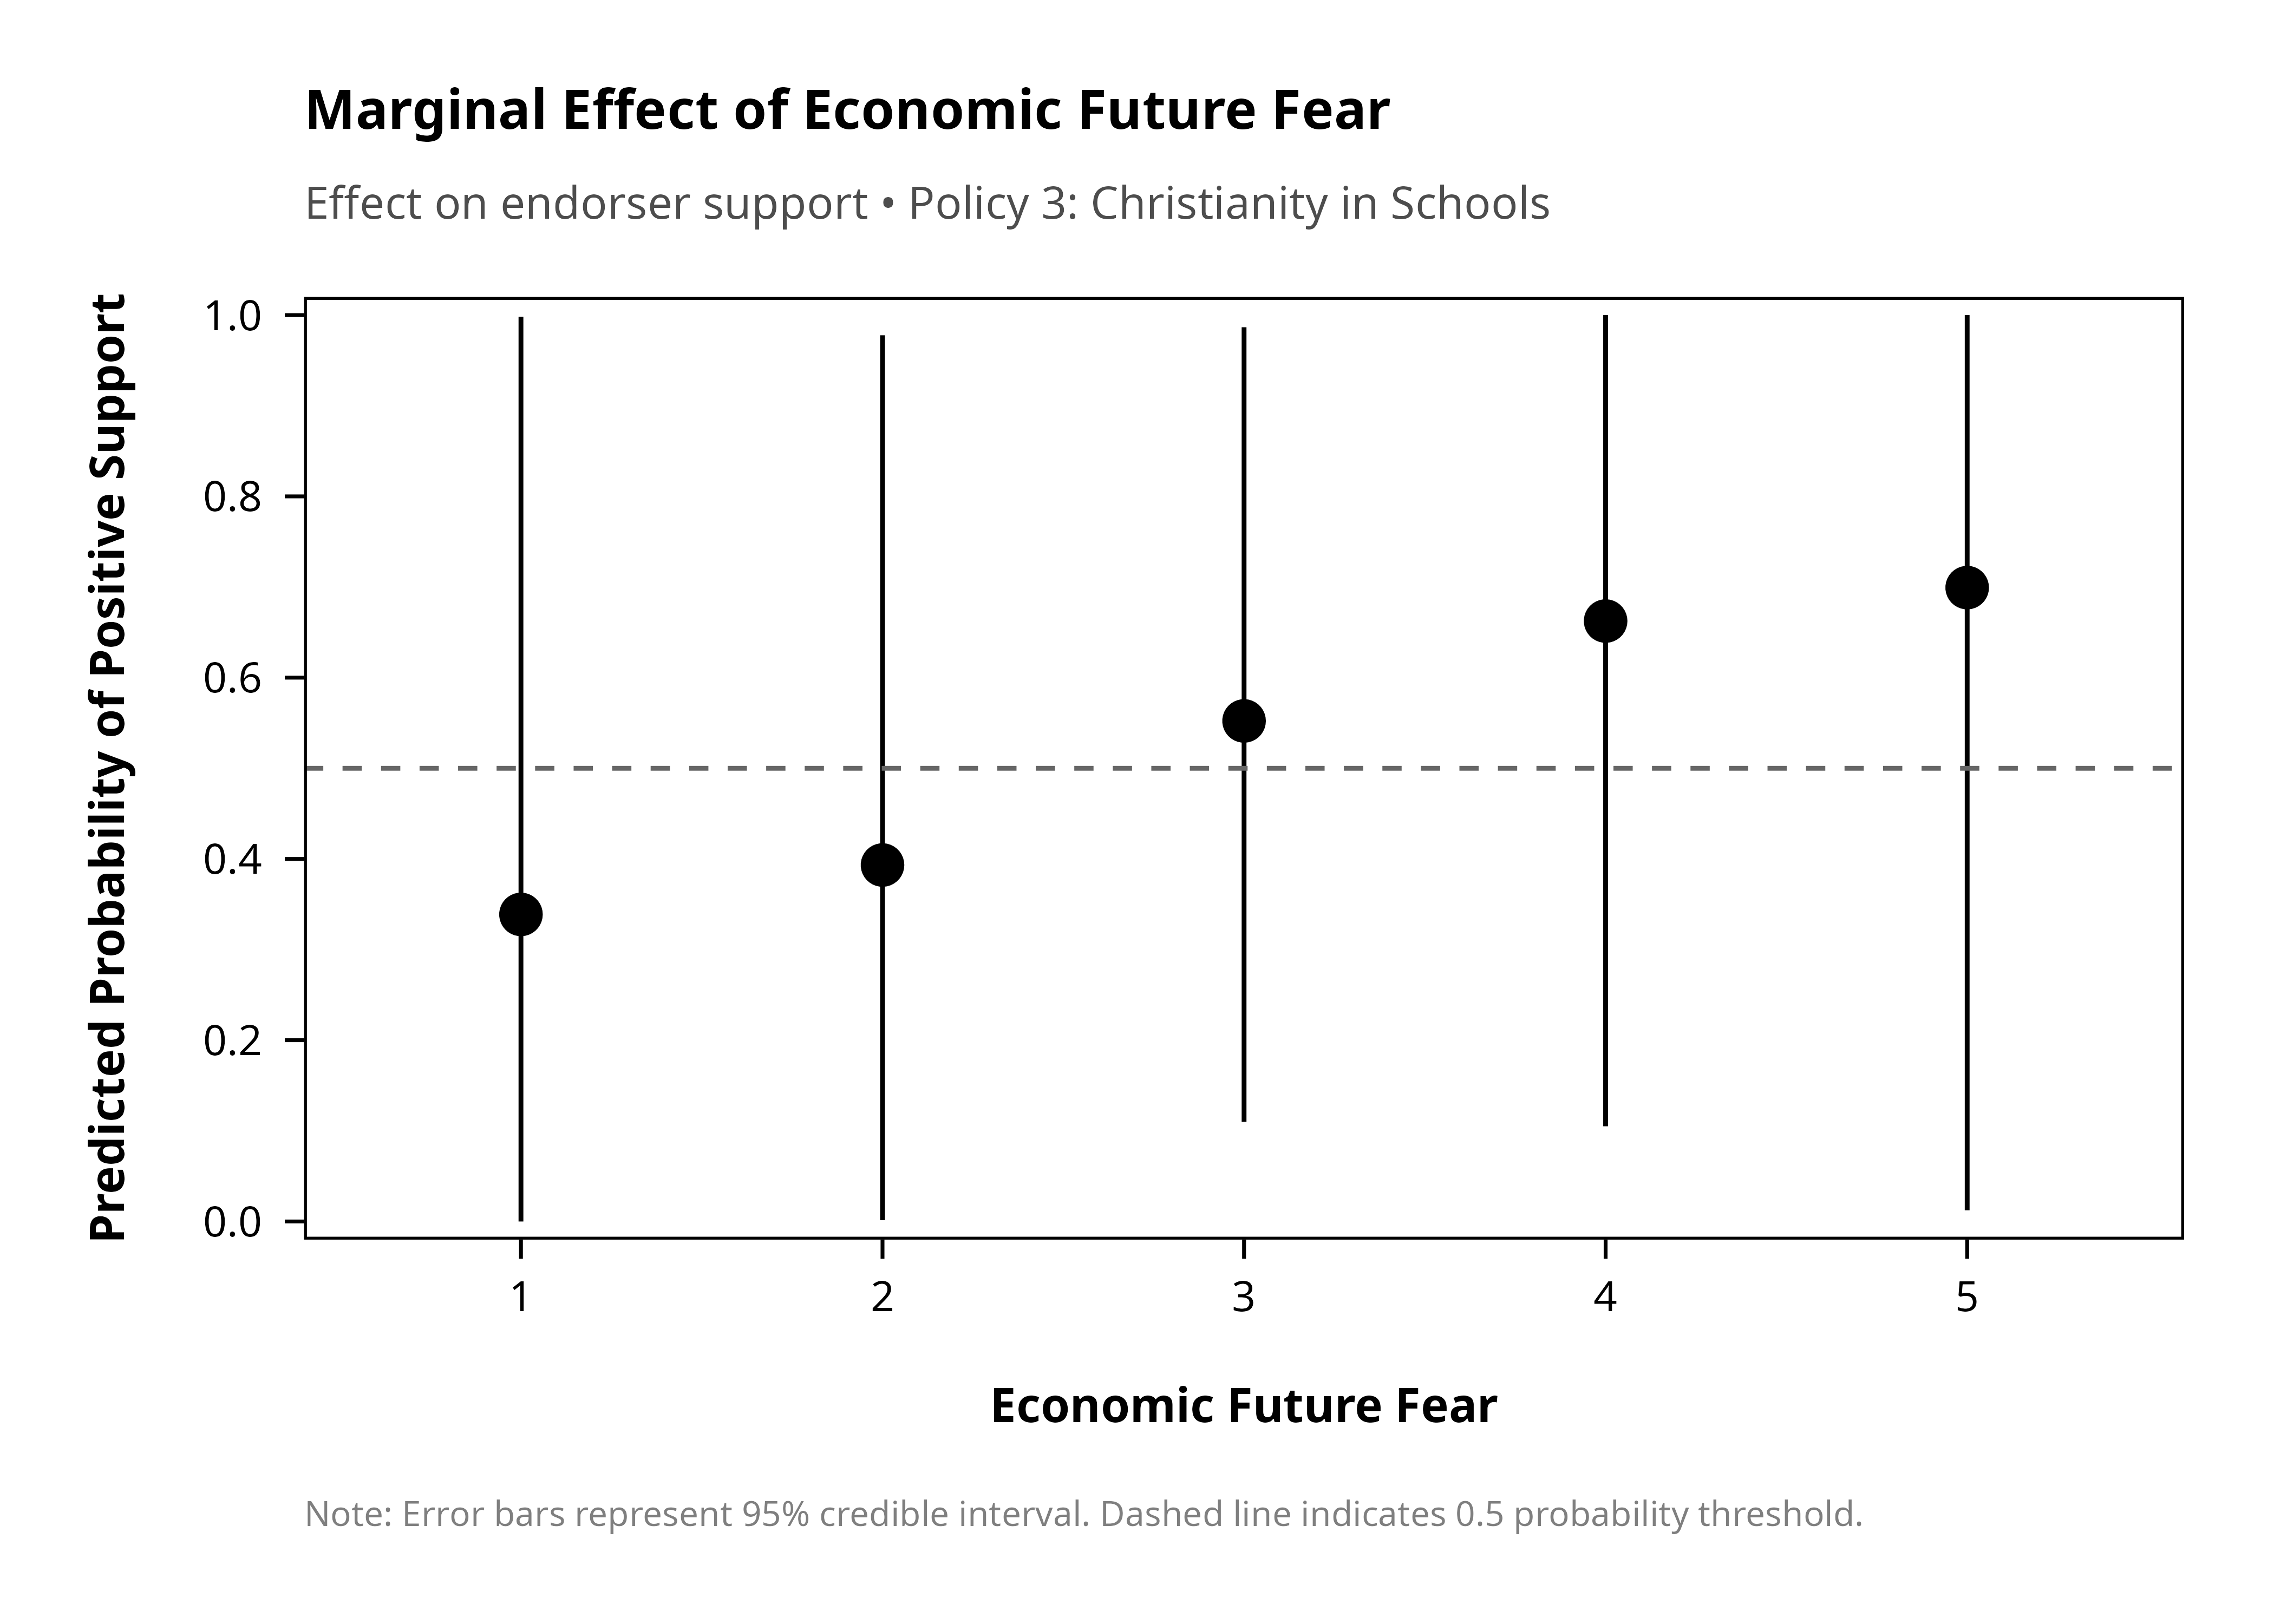 Marginal Effect of Economic Future Fear
Effect on endorser support • Policy 3: Christianity in Schools
Predicted Probability of Positive Support
1.0
0.8
0.6
0.4
0.2
0.0
1 2 3 4 5
Economic Future Fear
Note: Error bars represent 95% credible interval. Dashed line indicates 0.5 probability threshold.